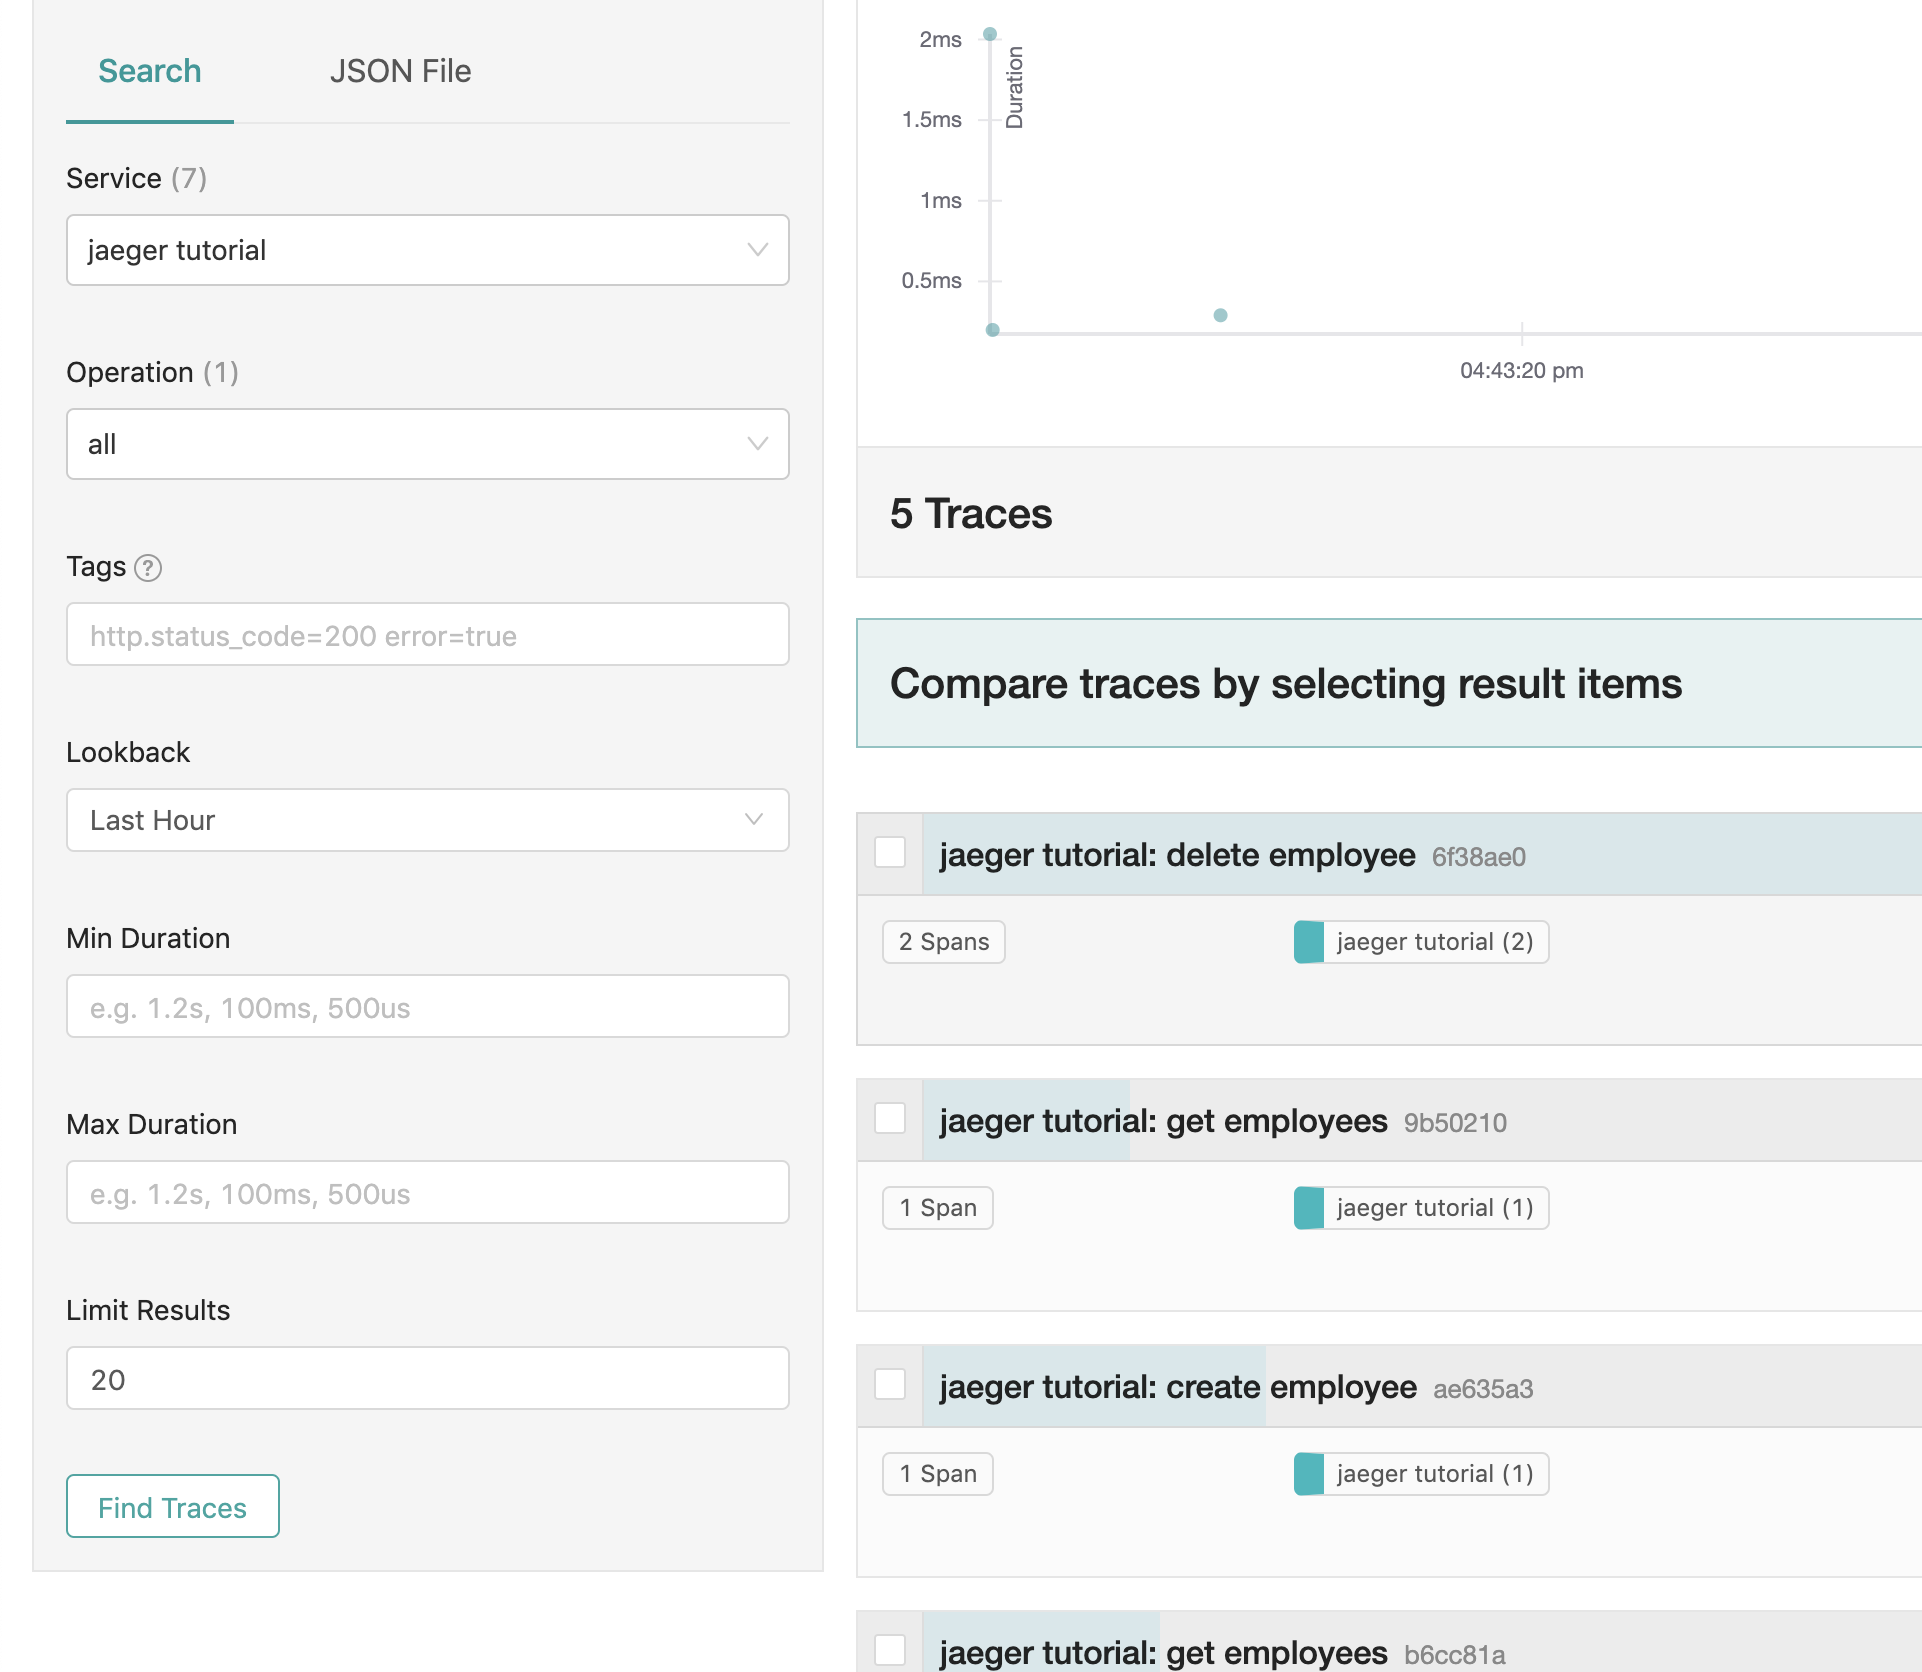 Search
JSON File
Service (7)
jaeger tutorial
Operation (1)
all
Tags ?
http.status_code=200 error=true
Lookback
Last Hour
Min Duration
e.g. 1.2s, 100ms, 500us
Max Duration
e.g. 1.2s, 100ms, 500us
Limit Results
20
Find Traces
2ms
1.5ms
1ms
0.5ms
Duration
04:43:20 pm
5 Traces
Compare traces by selecting result items
jaeger tutorial: delete employee 6f38ae0
2 Spans
jaeger tutorial (2)
jaeger tutorial: get employees 9b50210
1 Span
jaeger tutorial (1)
jaeger tutorial: create employee ae635a3
1 Span
jaeger tutorial (1)
jaeger tutorial: get employees b6cc81a